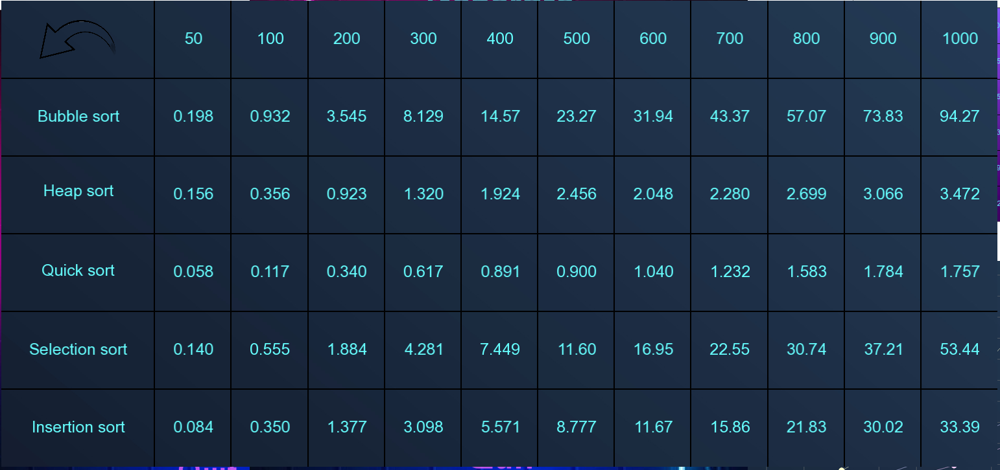 50 100 200 300 400 500 600 700 800 900 1000
Bubble sort 0.198 0.932 3.545 8.129 14.57 23.27 31.94 43.37 57.07 73.83 94.27
Heap sort 0.156 0.356 0.923 1.320 1.924 2.456 2.048 2.280 2.699 3.066 3.472
Quick sort 0.058 0.117 0.340 0.617 0.891 0.900 1.040 1.232 1.583 1.784 1.757
Selection sort 0.140 0.555 1.884 4.281 7.449 11.60 16.95 22.55 30.74 37.21 53.44
Insertion sort 0.084 0.350 1.377 3.098 5.571 8.777 11.67 15.86 21.83 30.02 33.39